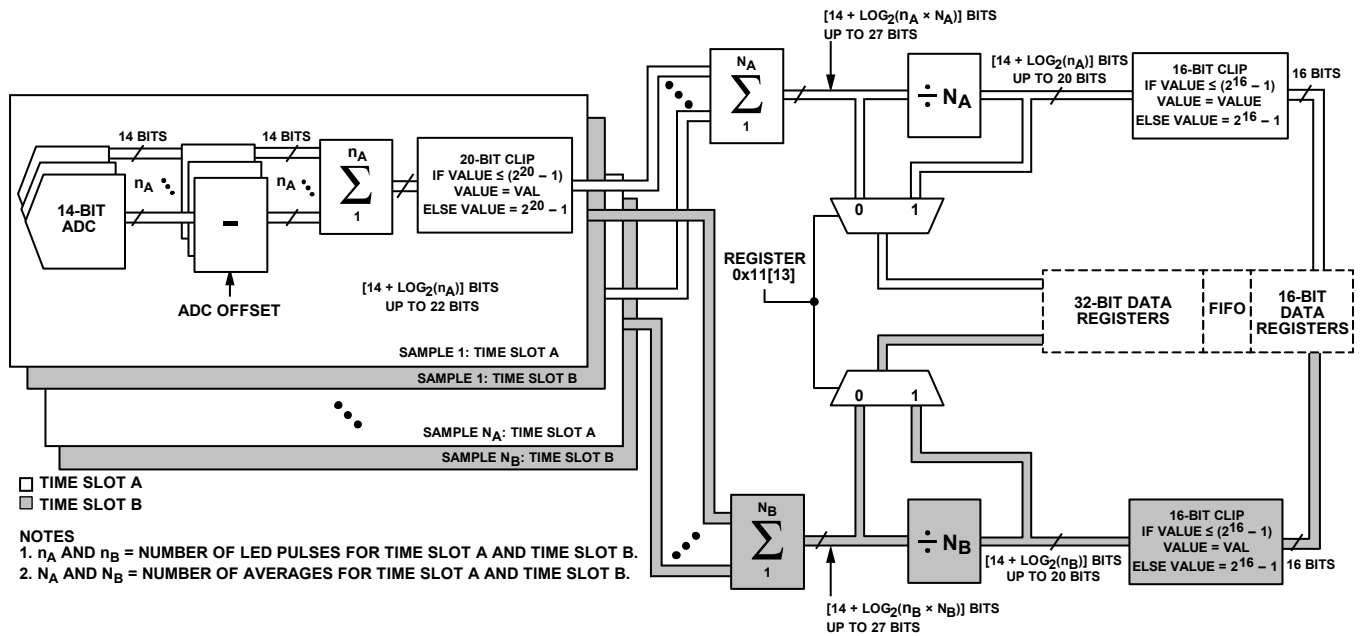 [14 + LOG2(nA × NA)] BITS
UP TO 27 BITS
NA
∑
1
÷ NA
[14 + LOG2(nA)] BITS
UP TO 20 BITS
16-BIT CLIP
IF VALUE ≤ (2^16 – 1)
VALUE = VALUE
ELSE VALUE = 2^16 – 1
16 BITS
14 BITS
14 BITS
nA
nA
14-BIT
ADC
–
ADC OFFSET
nA
∑
1
20-BIT CLIP
IF VALUE ≤ (2^20 – 1)
VALUE = VAL
ELSE VALUE = 2^20 – 1
[14 + LOG2(nA)] BITS
UP TO 22 BITS
SAMPLE 1: TIME SLOT A
SAMPLE 1: TIME SLOT B
SAMPLE NA: TIME SLOT A
SAMPLE NB: TIME SLOT B
0 1
REGISTER
0x11[13]
32-BIT DATA
REGISTERS
FIFO
16-BIT
DATA
REGISTERS
0 1
TIME SLOT A
TIME SLOT B
NOTES
1. nA AND nB = NUMBER OF LED PULSES FOR TIME SLOT A AND TIME SLOT B.
2. NA AND NB = NUMBER OF AVERAGES FOR TIME SLOT A AND TIME SLOT B.
NB
∑
1
÷ NB
[14 + LOG2(nB)] BITS
UP TO 20 BITS
16-BIT CLIP
IF VALUE ≤ (2^16 – 1)
VALUE = VAL
ELSE VALUE = 2^16 – 1
16 BITS
[14 + LOG2(nB × NB)] BITS
UP TO 27 BITS